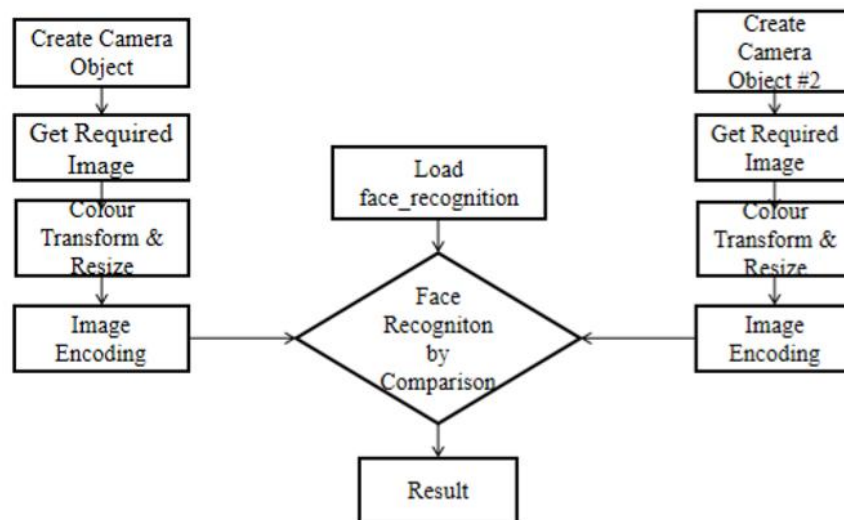 Create Camera
Object
Get Required
Image
Colour
Transform &
Resize
Image
Encoding
Load
face_recognition
Face
Recogniton
by
Comparison
Result
Create
Camera
Object #2
Get Required
Image
Colour
Transform &
Resize
Image
Encoding